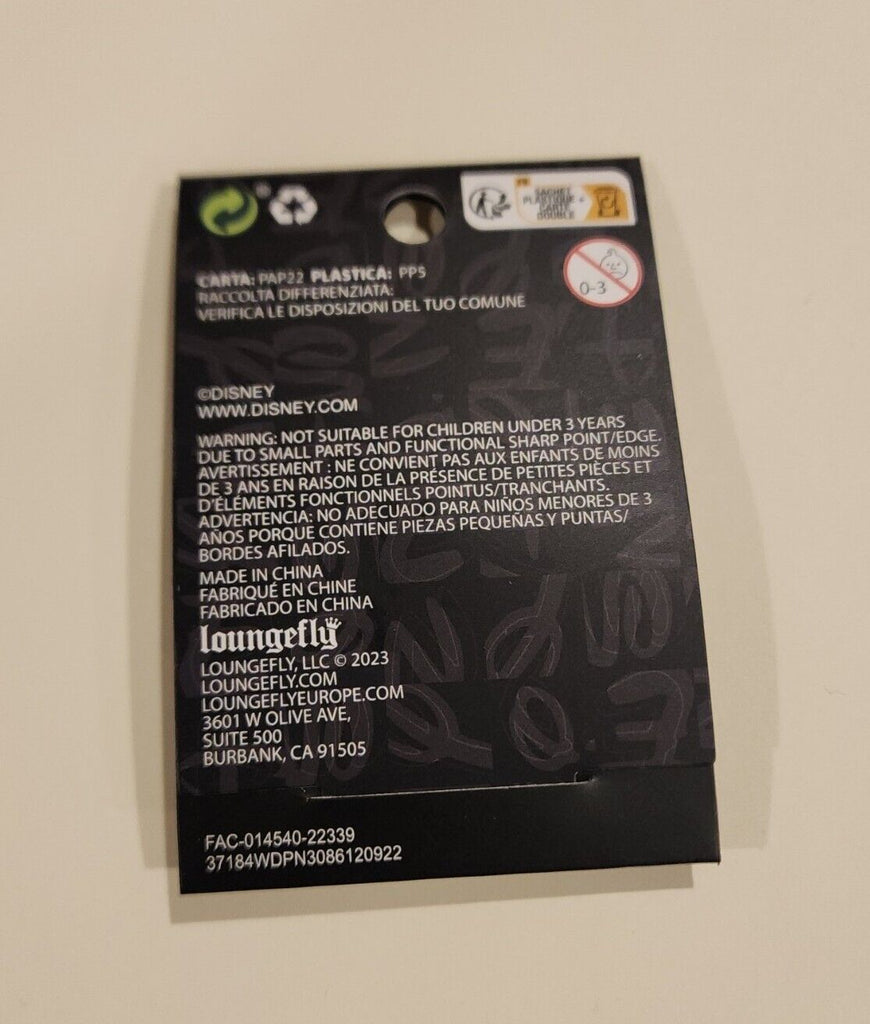 ®
FR
SACHET
PLASTIQUE +
CARTE
DOUBLE
0-3
CARTA: PAP22 PLASTICA: PP5
RACCOLTA DIFFERENZIATA:
VERIFICA LE DISPOSIZIONI DEL TUO COMUNE
©DISNEY
WWW.DISNEY.COM
WARNING: NOT SUITABLE FOR CHILDREN UNDER 3 YEARS
DUE TO SMALL PARTS AND FUNCTIONAL SHARP POINT/EDGE.
AVERTISSEMENT : NE CONVIENT PAS AUX ENFANTS DE MOINS
DE 3 ANS EN RAISON DE LA PRÉSENCE DE PETITES PIÈCES ET
D'ÉLÉMENTS FONCTIONNELS POINTUS/TRANCHANTS.
ADVERTENCIA: NO ADECUADO PARA NIÑOS MENORES DE 3
AÑOS PORQUE CONTIENE PIEZAS PEQUEÑAS Y PUNTAS/
BORDES AFILADOS.
MADE IN CHINA
FABRIQUÉ EN CHINE
FABRICADO EN CHINA
loungefly
LOUNGEFLY, LLC © 2023
LOUNGEFLY.COM
LOUNGEFLYEUROPE.COM
3601 W OLIVE AVE,
SUITE 500
BURBANK, CA 91505
FAC-014540-22339
37184WDPN3086120922